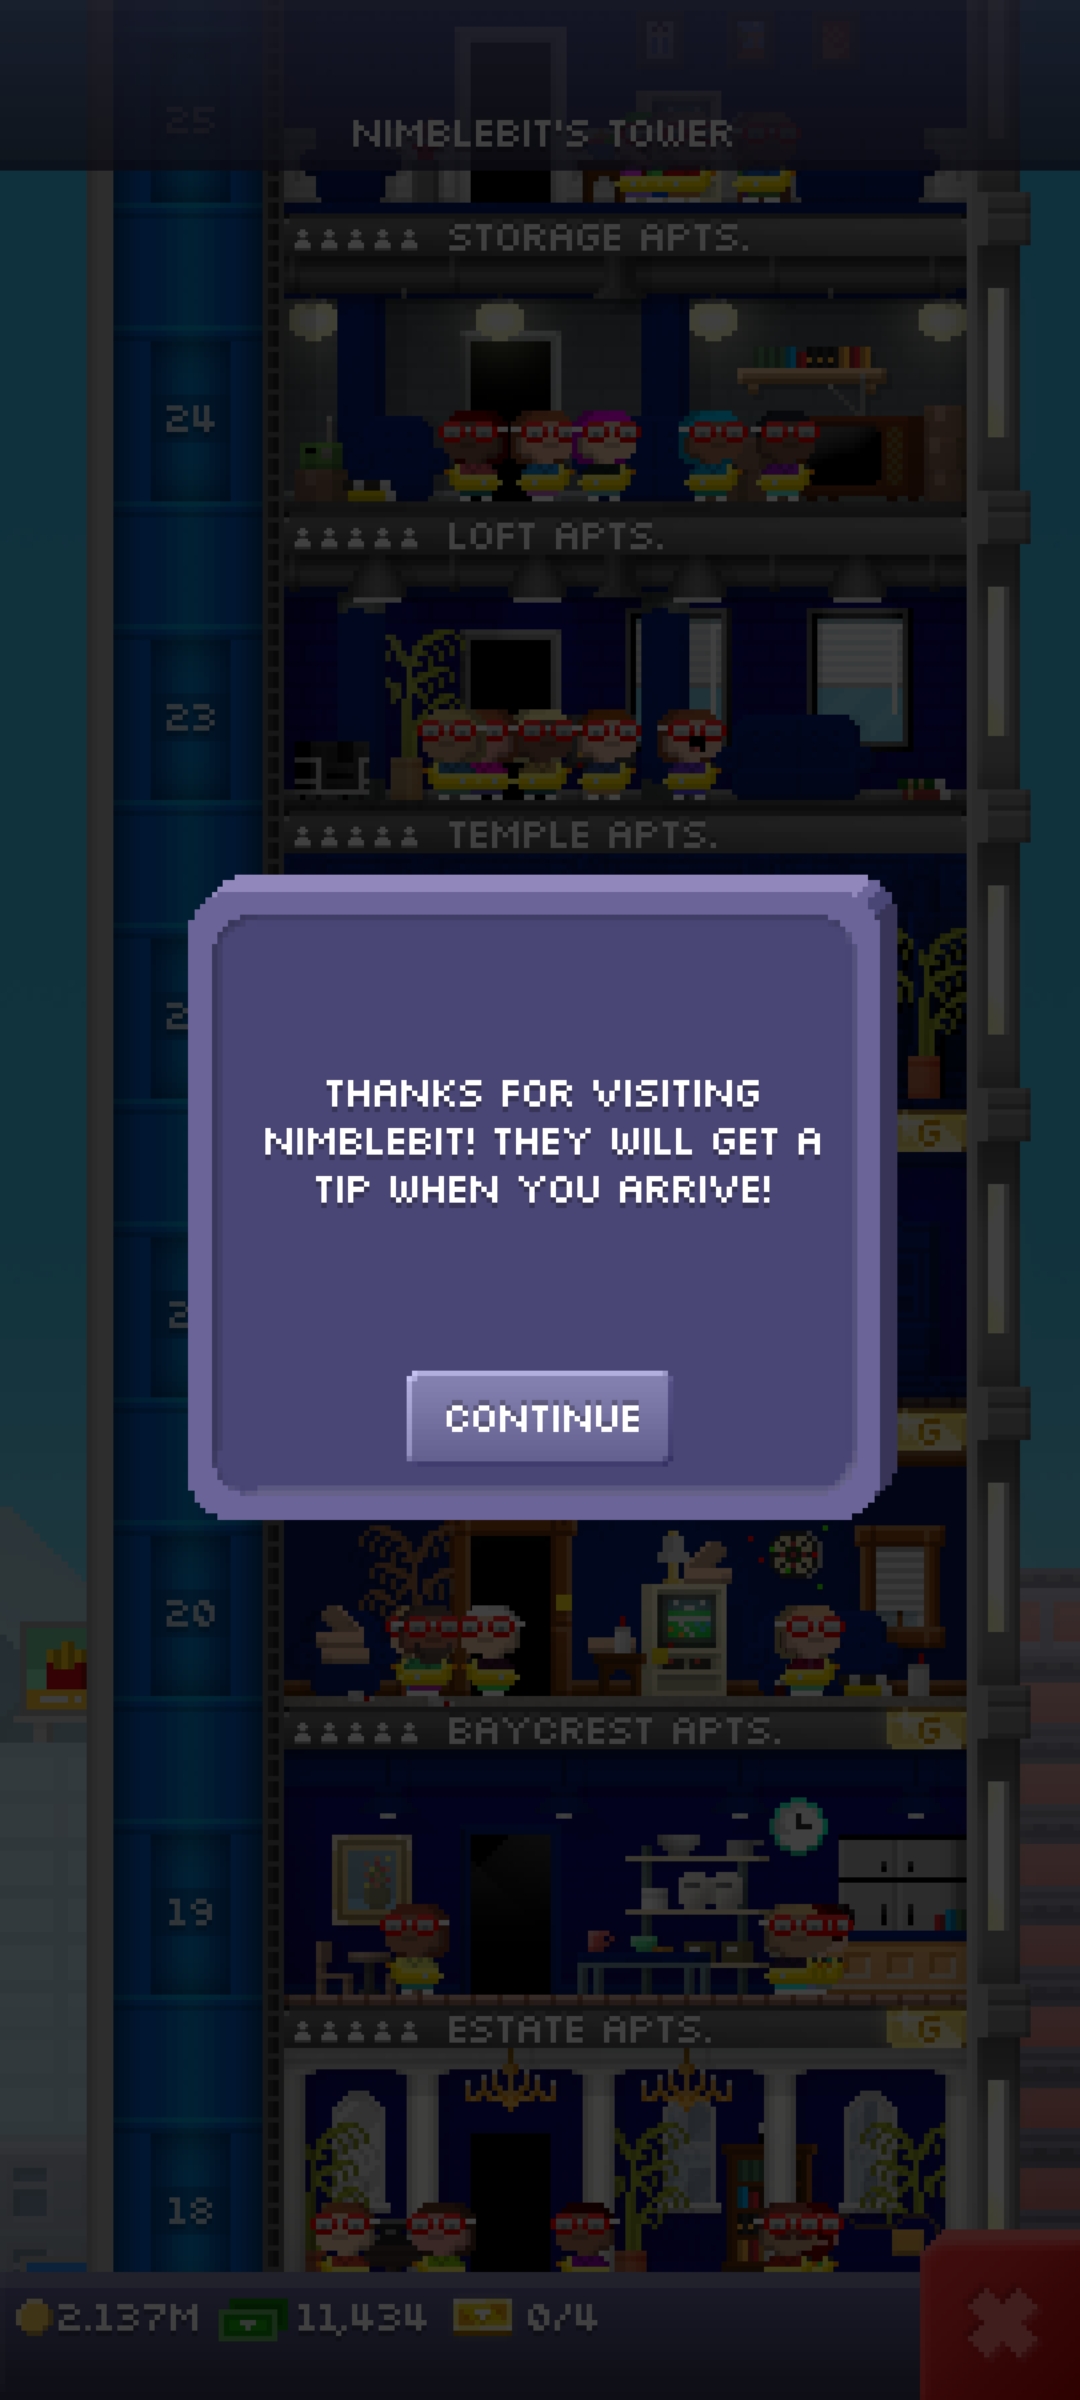 25
NIMBLEBIT'S TOWER
STORAGE APTS.
24
LOFT APTS.
23
TEMPLE APTS.
G
THANKS FOR VISITING
NIMBLEBIT! THEY WILL GET A
TIP WHEN YOU ARRIVE!
CONTINUE
G
20
BAYCREST APTS.
G
19
ESTATE APTS.
G
18
2.137M
11,434
0/4